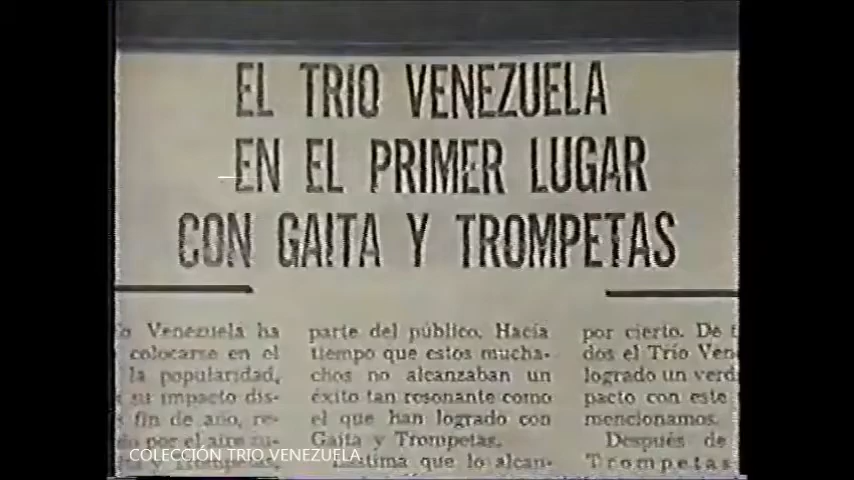 EL TRIO VENEZUELA
EN EL PRIMER LUGAR
CON GAITA Y TROMPETAS
Venezuela ha
colocarse en el
la popularidad,
su impacto dis-
fin de año, re-
por el aire
parte del público. Hacía
tiempo que estos mucha-
chos no alcanzaban un
éxito tan resonante como
el que han logrado con
Gaita y Trompetas.
Lástima que lo alcan-
por cierto. De
dos el Trío Ven
logrado un verd
pacto con este
mencionamos.
Después de
Trompetas
COLECCIÓN TRIO VENEZUELA